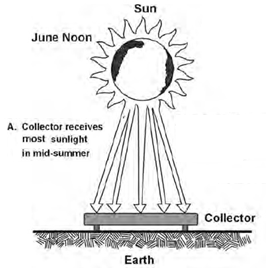 Sun
June Noon
A. Collector receives
most sunlight
in mid-summer
Collector
Earth